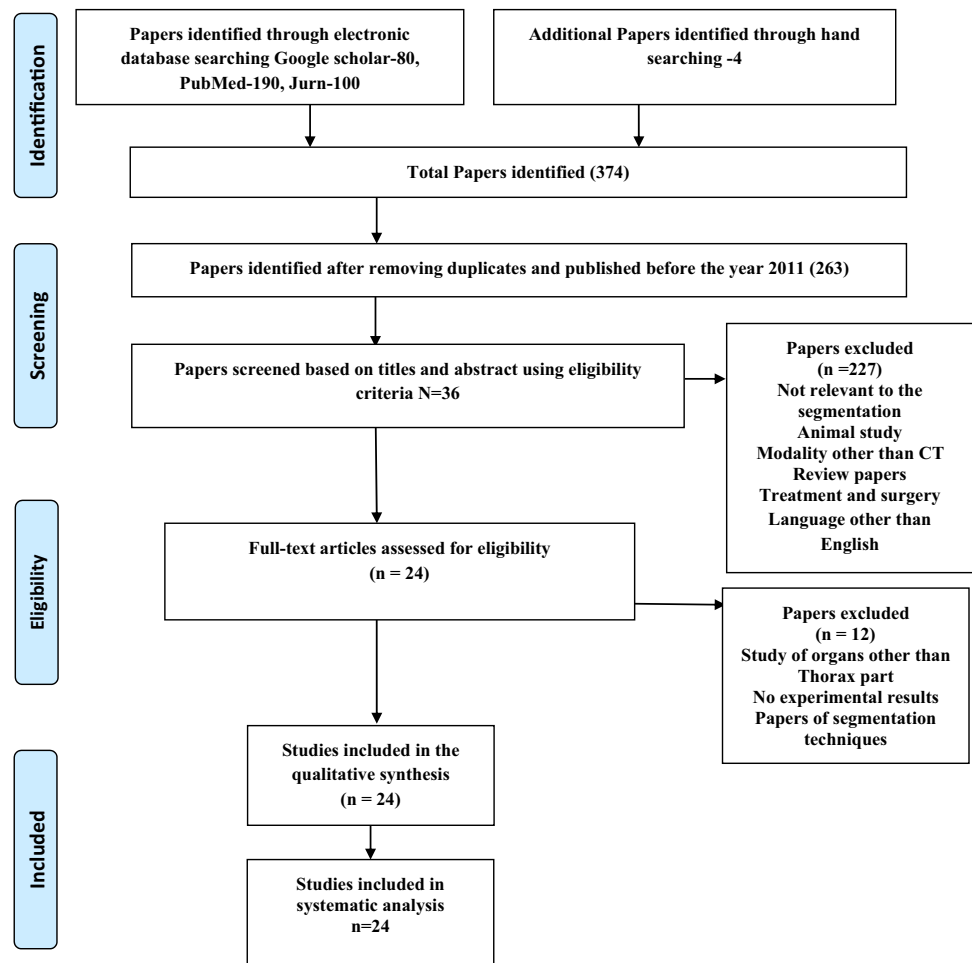 Identification
Papers identified through electronic
database searching Google scholar-80,
PubMed-190, Jurn-100
Additional Papers identified through hand
searching -4
Total Papers identified (374)
Screening
Papers identified after removing duplicates and published before the year 2011 (263)
Papers screened based on titles and abstract using eligibility
criteria N=36
Papers excluded
(n =227)
Not relevant to the
segmentation
Animal study
Modality other than CT
Review papers
Treatment and surgery
Language other than
English
Eligibility
Full-text articles assessed for eligibility
(n = 24)
Papers excluded
(n = 12)
Study of organs other than
Thorax part
No experimental results
Papers of segmentation
techniques
Included
Studies included in the
qualitative synthesis
(n = 24)
Studies included in
systematic analysis
n=24